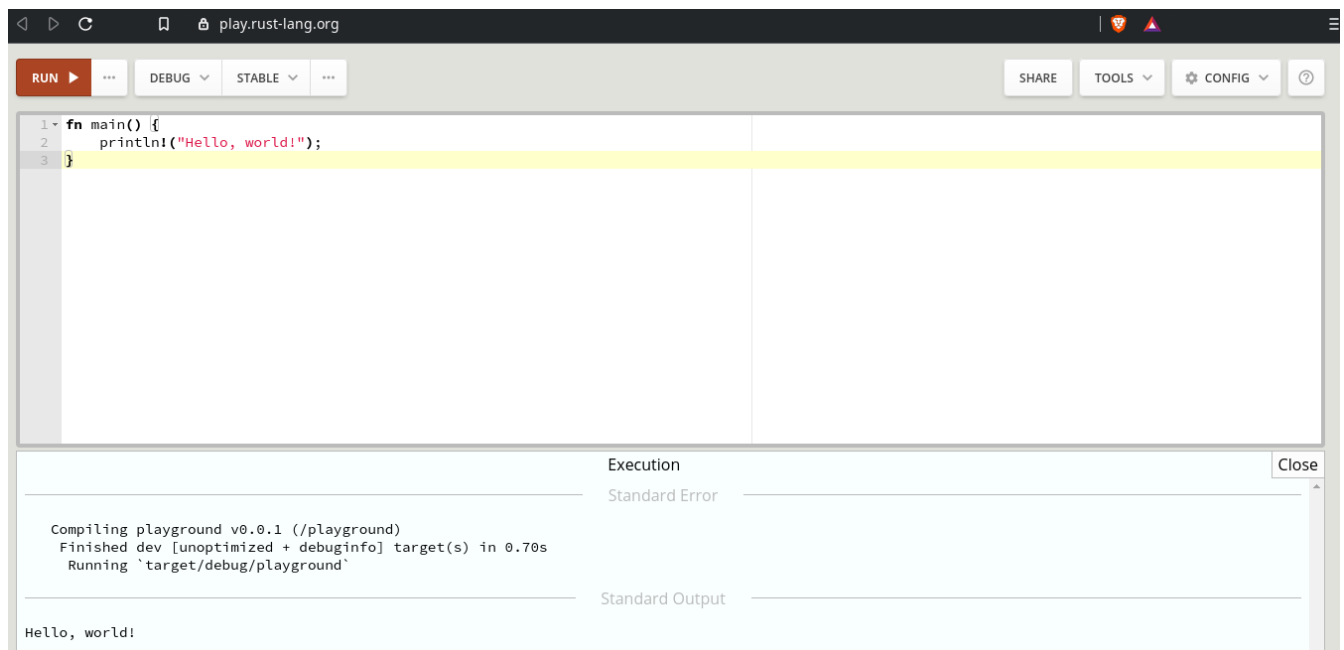 play.rust-lang.org
RUN ... DEBUG STABLE ... SHARE TOOLS CONFIG ?
1 fn main() {
2     println!("Hello, world!");
3 }
Execution Close
Standard Error
   Compiling playground v0.0.1 (/playground)
    Finished dev [unoptimized + debuginfo] target(s) in 0.70s
     Running `target/debug/playground`
Standard Output
Hello, world!